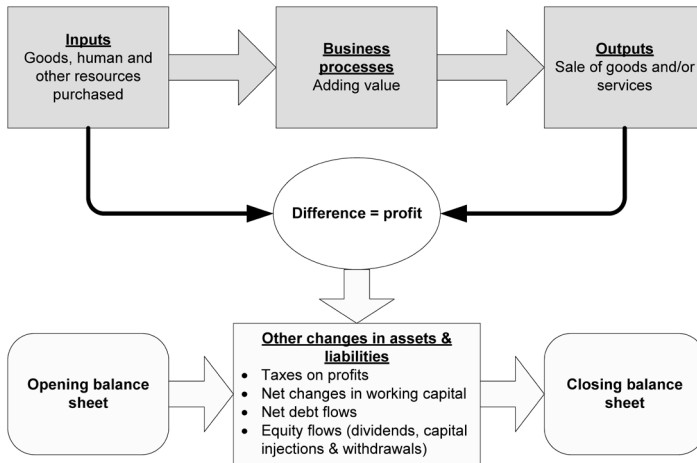 Inputs
Goods, human and
other resources
purchased
Business
processes
Adding value
Outputs
Sale of goods and/or
services
Difference = profit
Opening balance
sheet
Other changes in assets &
liabilities
• Taxes on profits
• Net changes in working capital
• Net debt flows
• Equity flows (dividends, capital
injections & withdrawals)
Closing balance
sheet